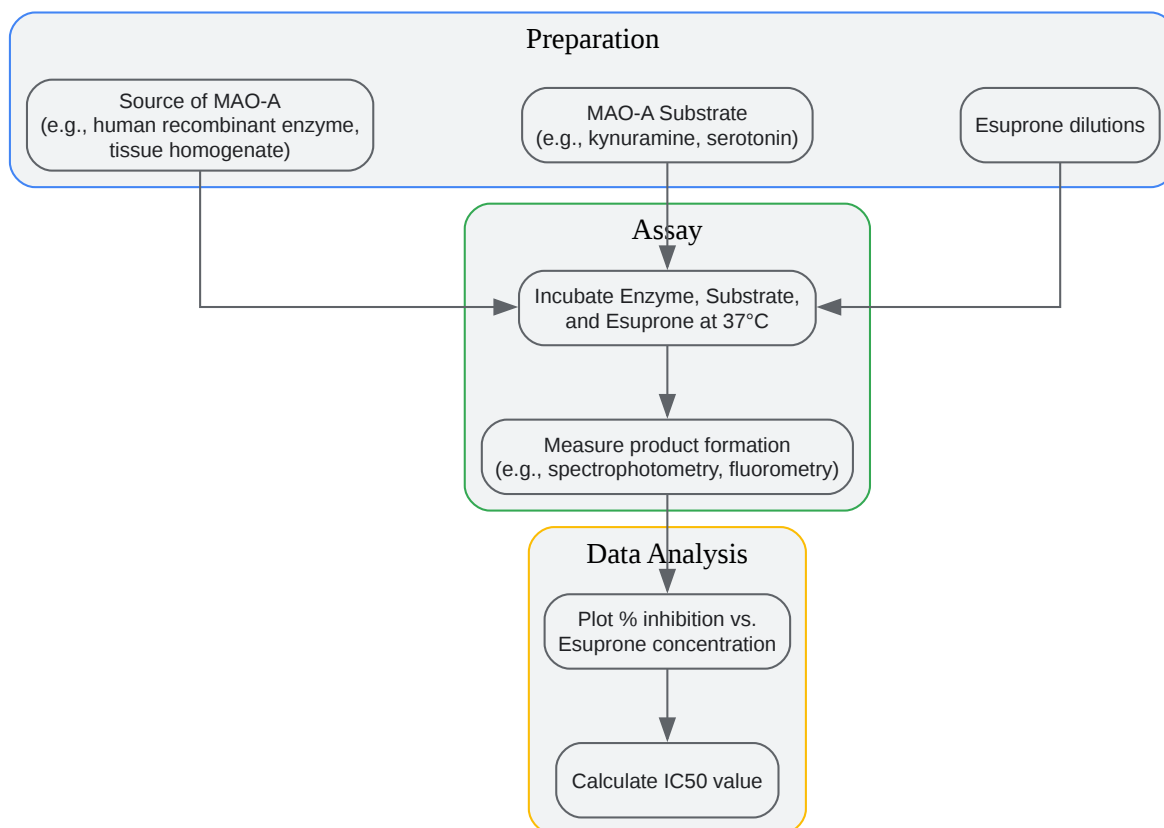 Preparation
Source of MAO-A
(e.g., human recombinant enzyme,
tissue homogenate)
MAO-A Substrate
(e.g., kynuramine, serotonin)
Esuprone dilutions
Assay
Incubate Enzyme, Substrate,
and Esuprone at 37°C
Measure product formation
(e.g., spectrophotometry, fluorometry)
Data Analysis
Plot % inhibition vs.
Esuprone concentration
Calculate IC50 value